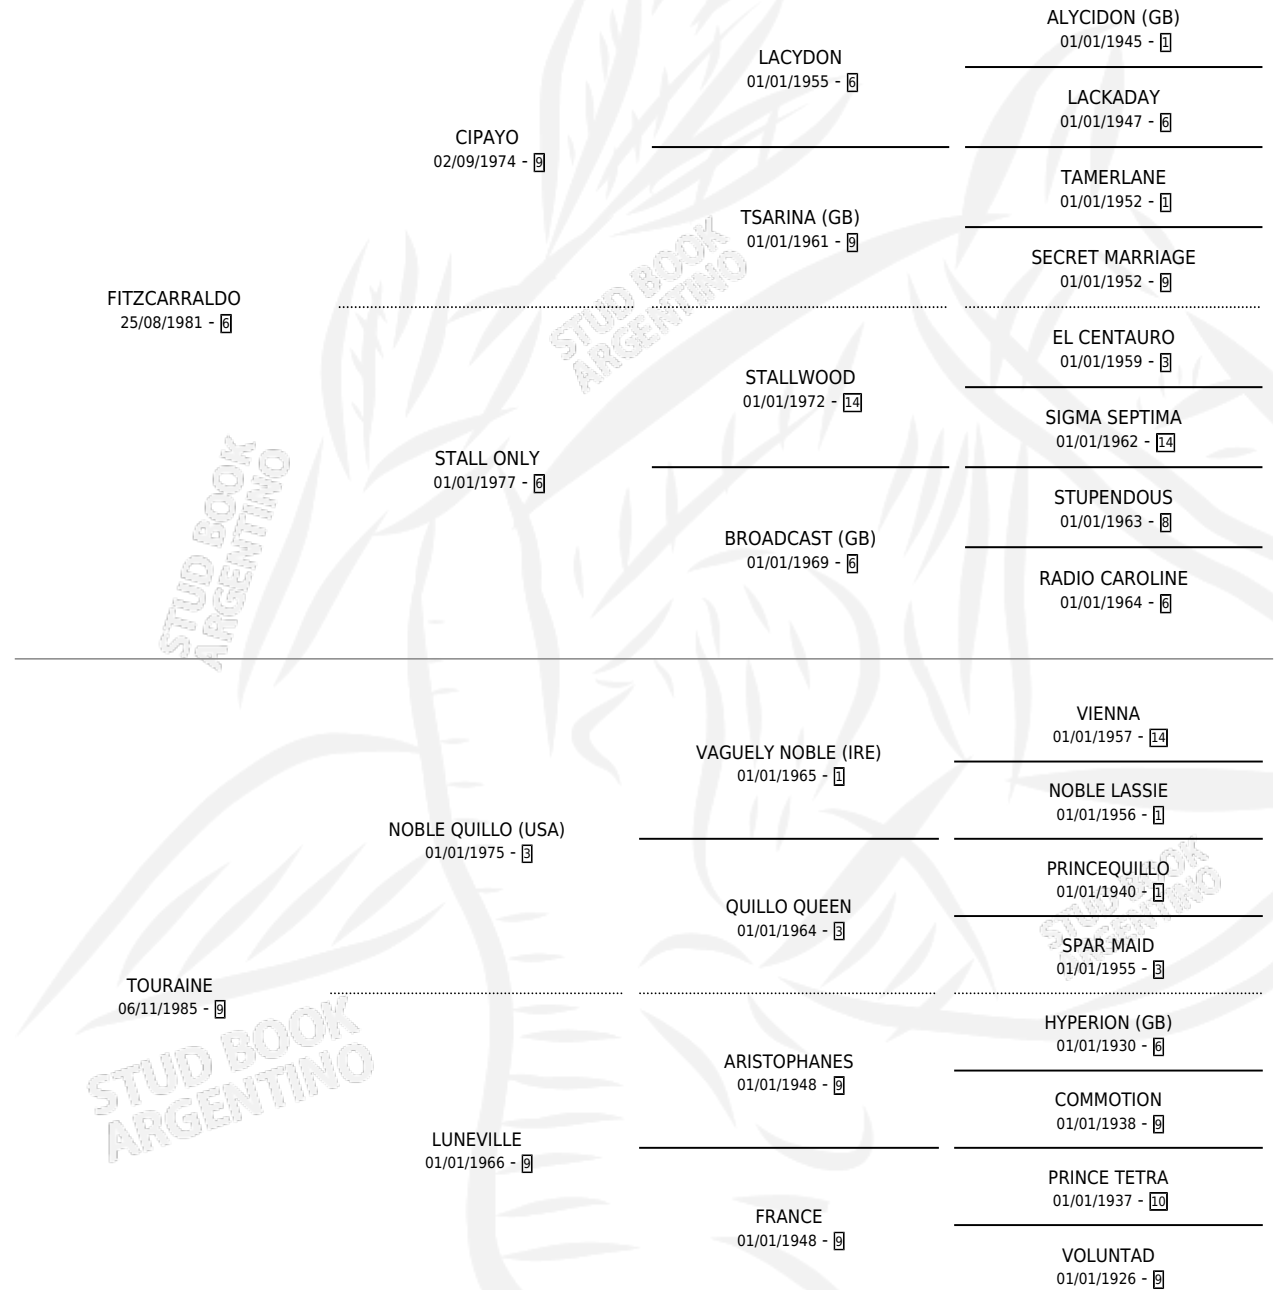 ALYCIDON (GB)
01/01/1945 - 1
LACYDON
01/01/1955 - 6
LACKADAY
01/01/1947 - 6
CIPAYO
02/09/1974 - 9
TAMERLANE
01/01/1952 - 1
TSARINA (GB)
01/01/1961 - 9
SECRET MARRIAGE
01/01/1952 - 9
FITZCARRALDO
25/08/1981 - 6
EL CENTAURO
01/01/1959 - 3
STALLWOOD
01/01/1972 - 14
SIGMA SEPTIMA
01/01/1962 - 14
STALL ONLY
01/01/1977 - 6
STUPENDOUS
01/01/1963 - 8
BROADCAST (GB)
01/01/1969 - 6
RADIO CAROLINE
01/01/1964 - 6
VIENNA
01/01/1957 - 14
VAGUELY NOBLE (IRE)
01/01/1965 - 1
NOBLE LASSIE
01/01/1956 - 1
NOBLE QUILLO (USA)
01/01/1975 - 3
PRINCEQUILLO
01/01/1940 - 1
QUILLO QUEEN
01/01/1964 - 3
SPAR MAID
01/01/1955 - 3
TOURAINE
06/11/1985 - 9
HYPERION (GB)
01/01/1930 - 6
ARISTOPHANES
01/01/1948 - 9
COMMOTION
01/01/1938 - 9
LUNEVILLE
01/01/1966 - 9
PRINCE TETRA
01/01/1937 - 10
FRANCE
01/01/1948 - 9
VOLUNTAD
01/01/1926 - 9
STUD BOOK
ARGENTINO
STUD BOOK
ARGENTINO
STUD BOOK
ARGENTINO
STUD BOOK
ARGENTINO